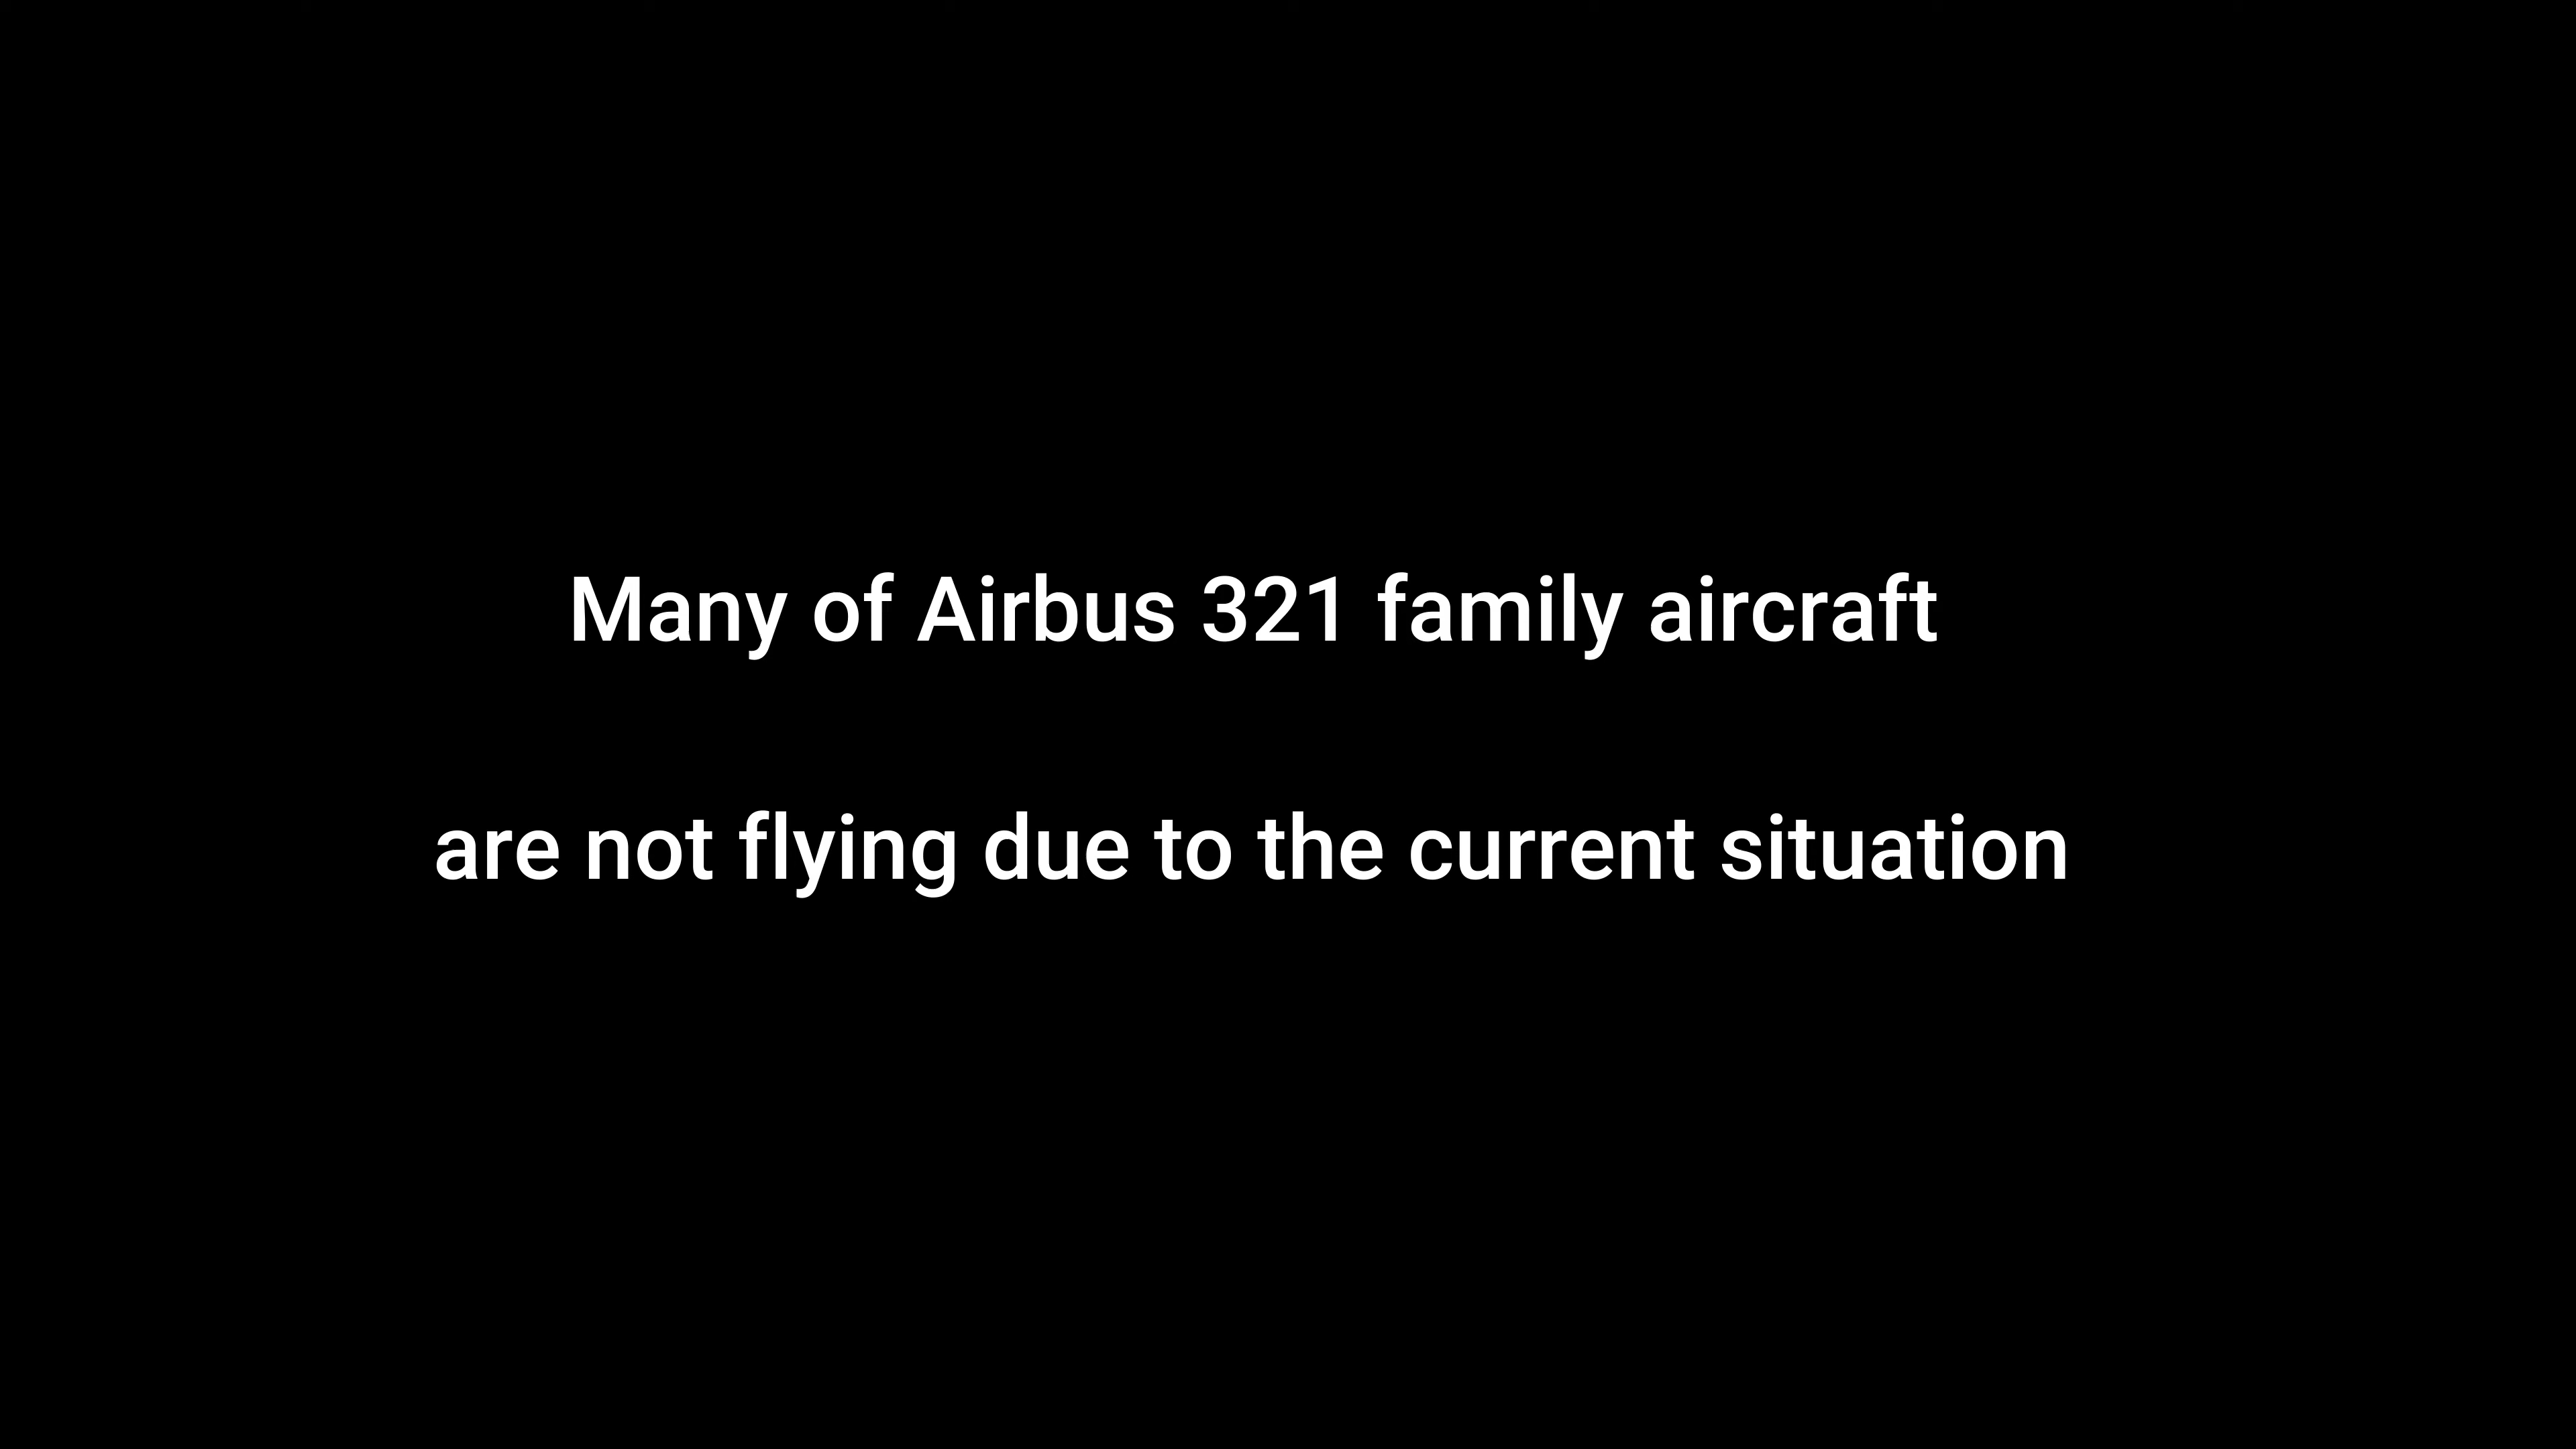 Many of Airbus 321 family aircraft
are not flying due to the current situation